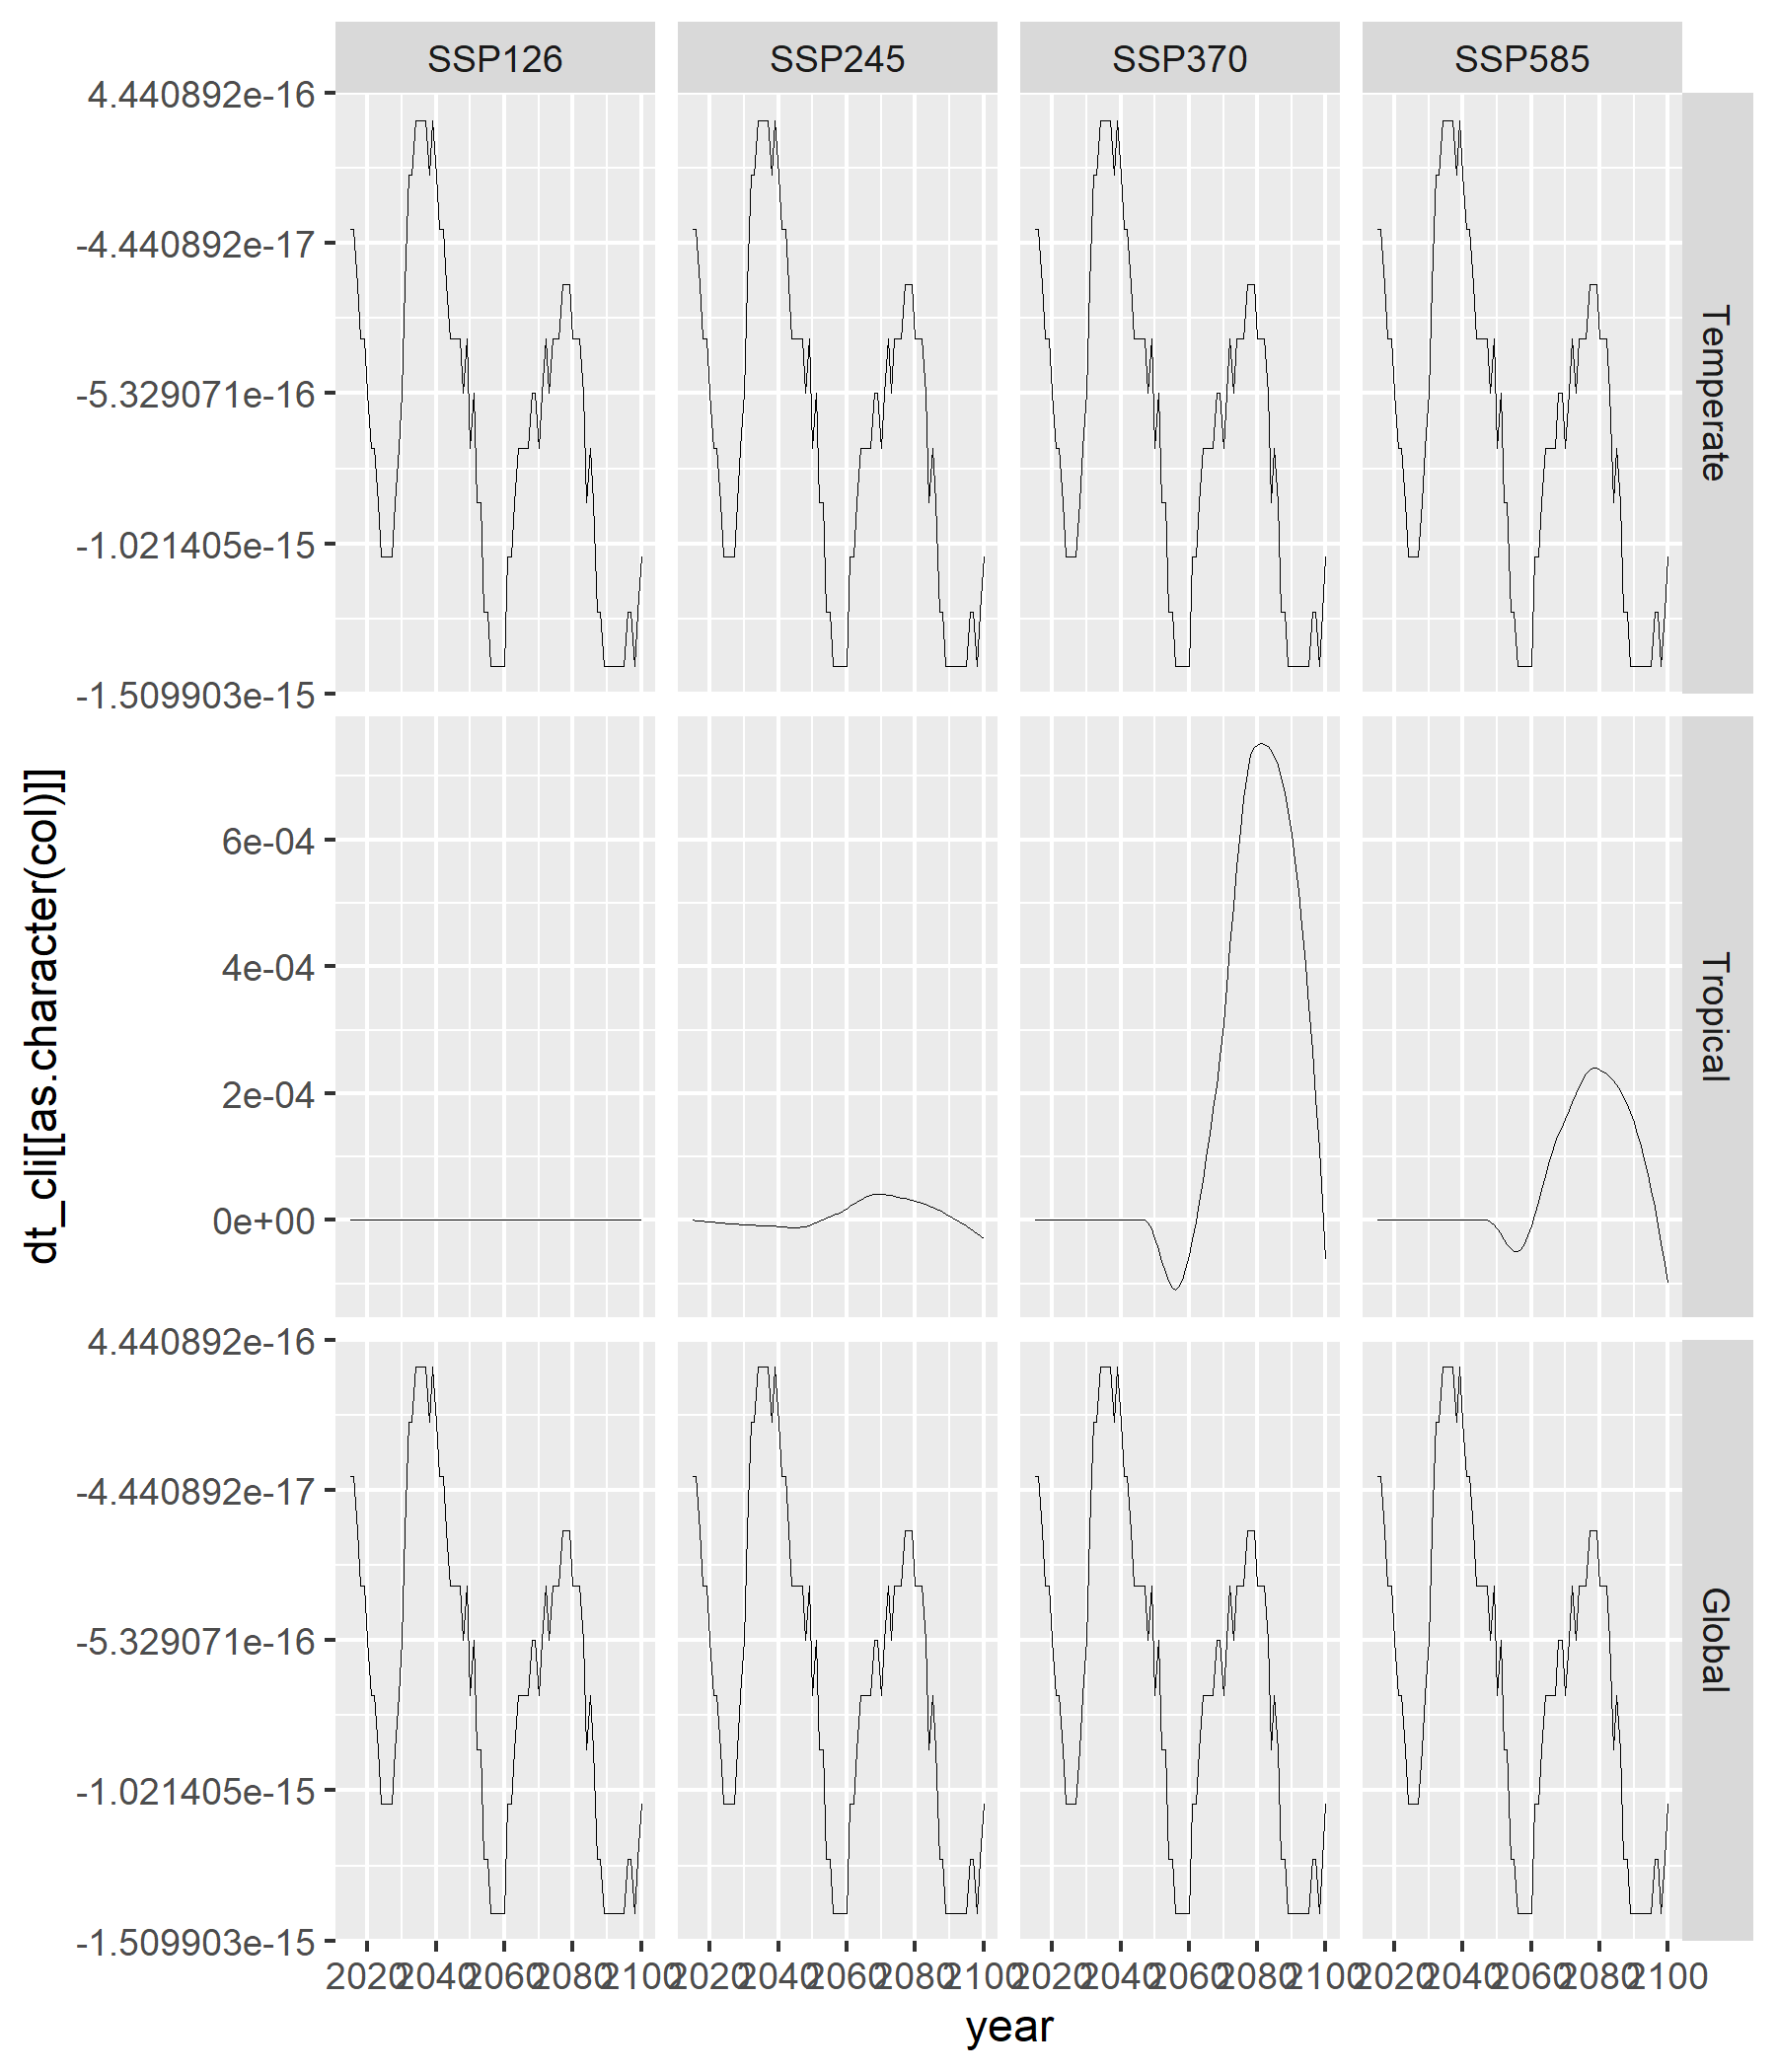 SSP126 SSP245 SSP370 SSP585
4.440892e-16
-4.440892e-17
-5.329071e-16
-1.021405e-15
-1.509903e-15
Temperate
6e-04
4e-04
2e-04
0e+00
Tropical
4.440892e-16
-4.440892e-17
-5.329071e-16
-1.021405e-15
-1.509903e-15
Global
dt_cli[[as.character(col)]]
2020 2040 2060 2080 2100 2020 2040 2060 2080 2100 2020 2040 2060 2080 2100 2020 2040 2060 2080 2100
year